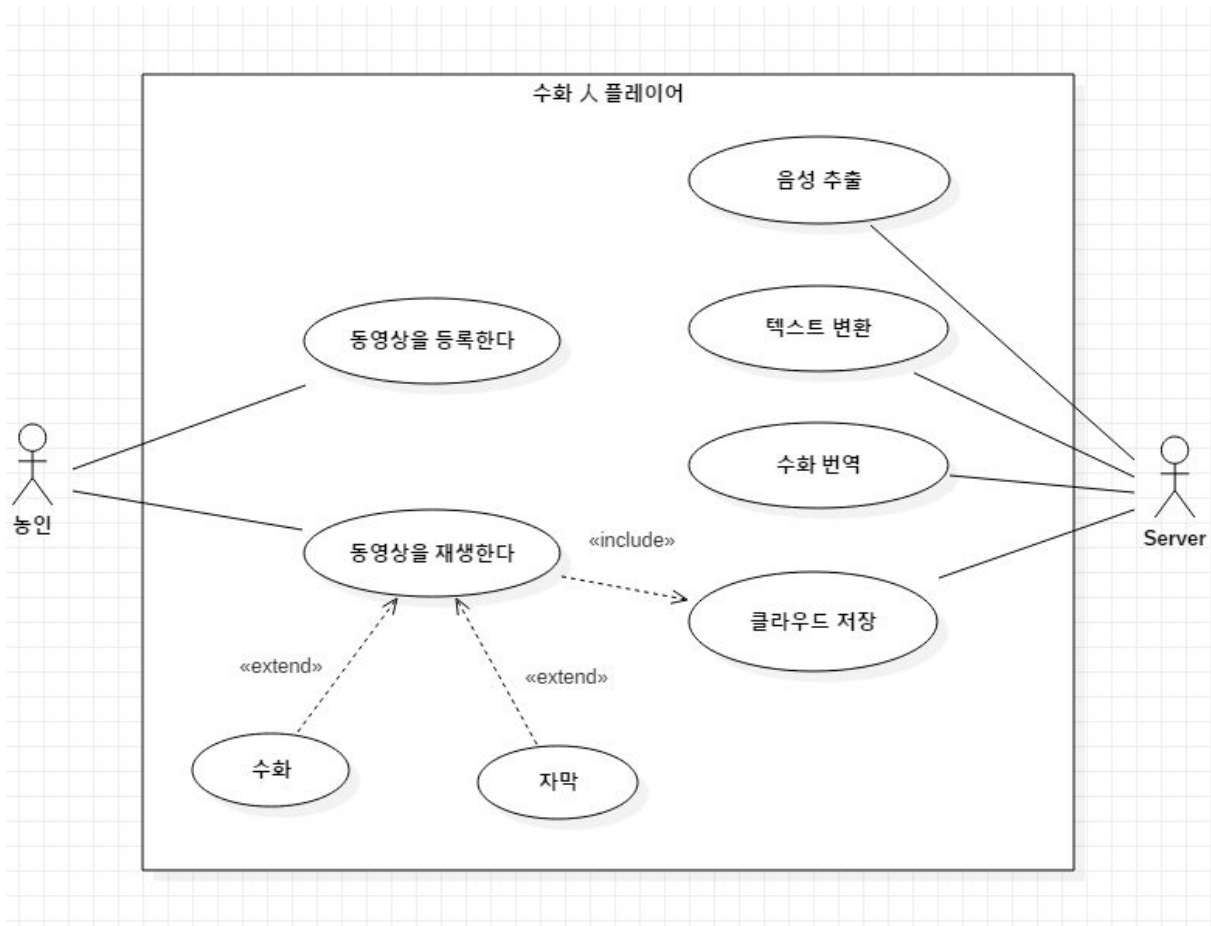 수화 人 플레이어
음성 추출
텍스트 변환
동영상을 등록한다
수화 번역
농인
Server
동영상을 재생한다
«include»
클라우드 저장
«extend»
«extend»
수화
자막